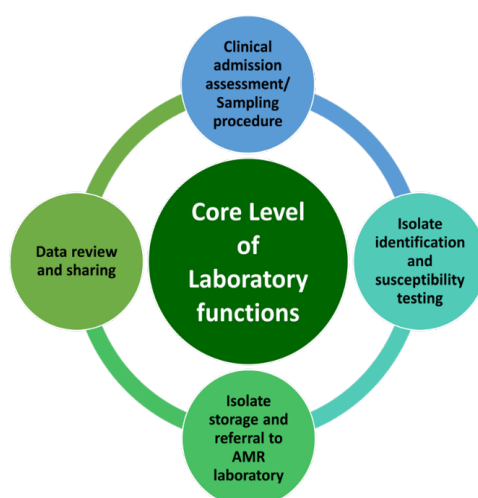 Clinical
admission
assessment/
Sampling
procedure
Core Level
of
Laboratory
functions
Isolate
identification
and
susceptibility
testing
Isolate
storage and
referral to
AMR
laboratory
Data review
and sharing